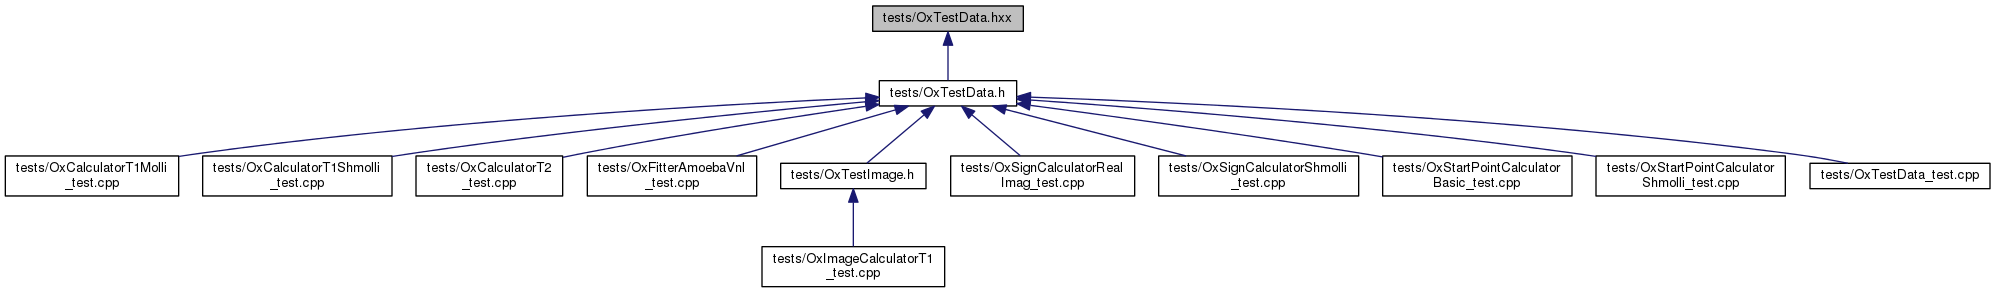 tests/OxTestData.hxx
tests/OxTestData.h
tests/OxCalculatorT1Molli
_test.cpp
tests/OxCalculatorT1Shmolli
_test.cpp
tests/OxCalculatorT2
_test.cpp
tests/OxFitterAmoebaVnl
_test.cpp
tests/OxTestImage.h
tests/OxSignCalculatorReal
Imag_test.cpp
tests/OxSignCalculatorShmolli
_test.cpp
tests/OxStartPointCalculator
Basic_test.cpp
tests/OxStartPointCalculator
Shmolli_test.cpp
tests/OxTestData_test.cpp
tests/OxImageCalculatorT1
_test.cpp